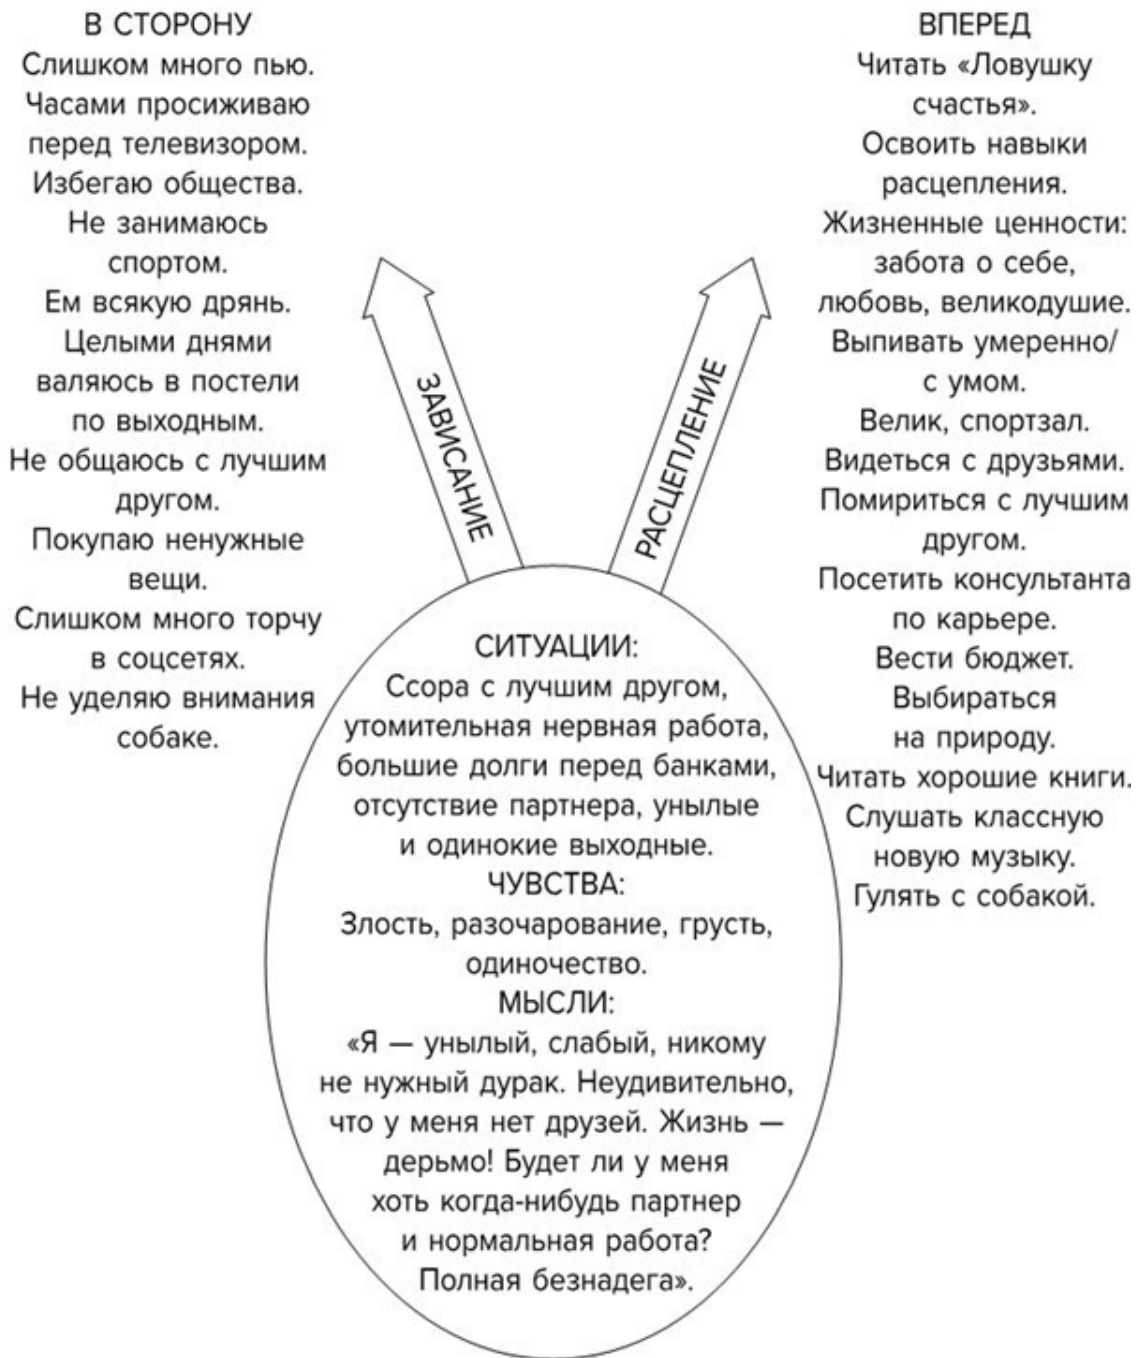 В СТОРОНУ
Слишком много пью.
Часами просиживаю
перед телевизором.
Избегаю общества.
Не занимаюсь
спортом.
Ем всякую дрянь.
Целыми днями
валяюсь в постели
по выходным.
Не общаюсь с лучшим
другом.
Покупаю ненужные
вещи.
Слишком много торчу
в соцсетях.
Не уделяю внимания
собаке.
ЗАВИСАНИЕ
РАСЦЕПЛЕНИЕ
ВПЕРЕД
Читать «Ловушку
счастья».
Освоить навыки
расцепления.
Жизненные ценности:
забота о себе,
любовь, великодушие.
Выпивать умеренно/
с умом.
Велик, спортзал.
Видеться с друзьями.
Помириться с лучшим
другом.
Посетить консультанта
по карьере.
Вести бюджет.
Выбираться
на природу.
Читать хорошие книги.
Слушать классную
новую музыку.
Гулять с собакой.
СИТУАЦИИ:
Ссора с лучшим другом,
утомительная нервная работа,
большие долги перед банками,
отсутствие партнера, унылые
и одинокие выходные.
ЧУВСТВА:
Злость, разочарование, грусть,
одиночество.
МЫСЛИ:
«Я — унылый, слабый, никому
не нужный дурак. Неудивительно,
что у меня нет друзей. Жизнь —
дерьмо! Будет ли у меня
хоть когда-нибудь партнер
и нормальная работа?
Полная безнадега».